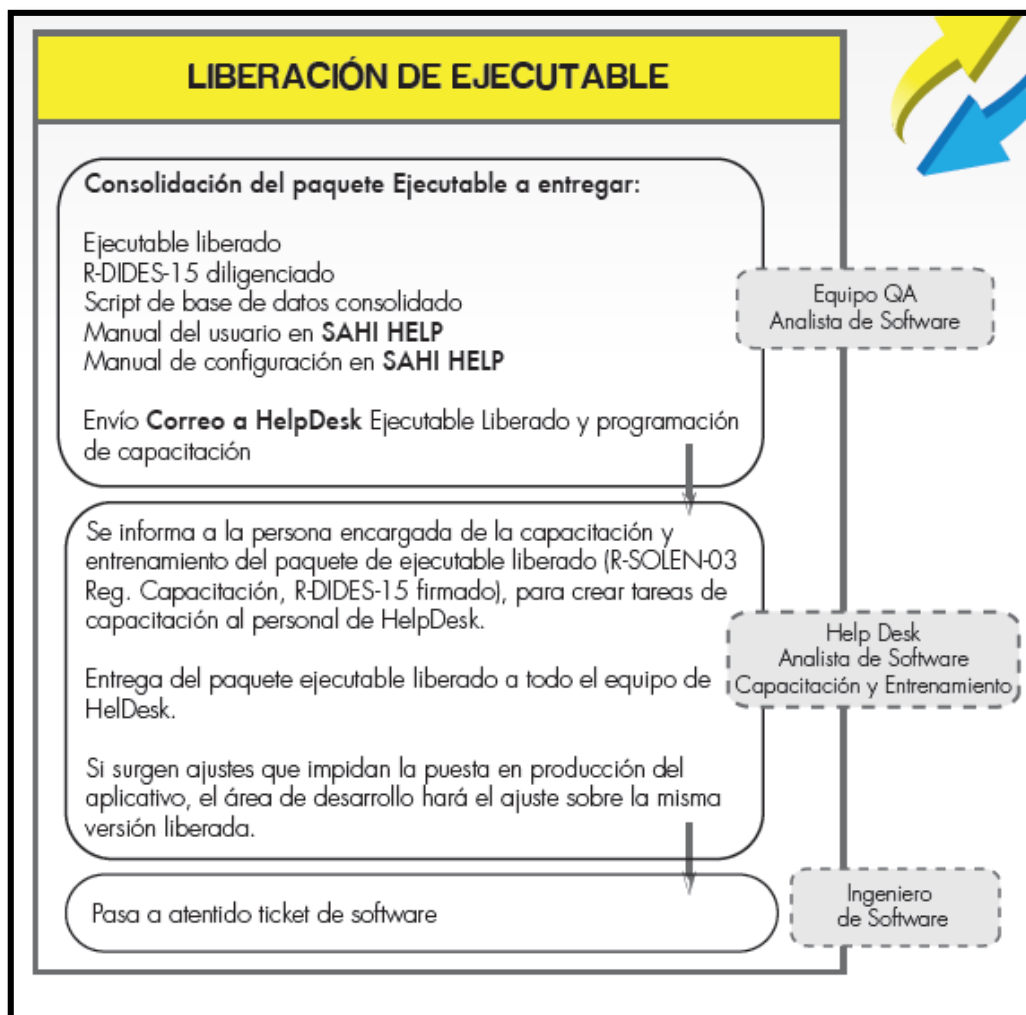 LIBERACIÓN DE EJECUTABLE
Consolidación del paquete Ejecutable a entregar:
Ejecutable liberado
R-DIDES-15 diligenciado
Script de base de datos consolidado
Manual del usuario en SAHI HELP
Manual de configuración en SAHI HELP
Envío Correo a HelpDesk Ejecutable Liberado y programación
de capacitación
Equipo QA
Analista de Software
Se informa a la persona encargada de la capacitación y
entrenamiento del paquete de ejecutable liberado (R-SOLEN-03
Reg. Capacitación, R-DIDES-15 firmado), para crear tareas de
capacitación al personal de HelpDesk.
Entrega del paquete ejecutable liberado a todo el equipo de
HelDesk.
Si surgen ajustes que impidan la puesta en producción del
aplicativo, el área de desarrollo hará el ajuste sobre la misma
versión liberada.
Help Desk
Analista de Software
Capacitación y Entrenamiento
Pasa a atentido ticket de software
Ingeniero
de Software